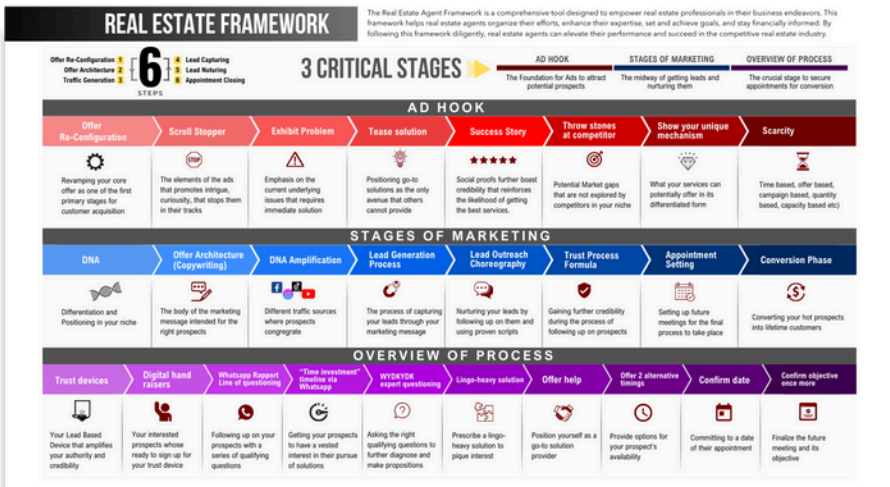 REAL ESTATE FRAMEWORK
The Real Estate Agent Framework is a comprehensive tool designed to empower real estate professionals in their business endeavors. This
framework helps real estate agents organize their efforts, enhance their expertise, set and achieve goals, and stay financially informed. By
following this framework diligently, real estate agents can elevate their performance and succeed in the competitive real estate industry.
Offer Re-Configuration 1
Offer Architecture 2
Traffic Generation 3
6
STEPS
4 Lead Capturing
5 Lead Nuturing
6 Appointment Closing
3 CRITICAL STAGES
AD HOOK
The Foundation for Ads to attract
potential prospects
STAGES OF MARKETING
The midway of getting leads and
nurturing them
OVERVIEW OF PROCESS
The crucial stage to secure
appointments for conversion
AD HOOK
Offer
Re-Configuration
Scroll Stopper
Exhibit Problem
Tease solution
Success Story
Throw stones
at competitor
Show your unique
mechanism
Scarcity
STOP
Revamping your core
offer as one of the first
primary stages for
customer acquisition
The elements of the ads
that promotes intrigue,
curiosity, that stops them
in their tracks
Emphasis on the
current underlying
issues that requires
immediate solution
Positioning go-to
solutions as the only
avenue that others
cannot provide
Social proofs further boast
credibility that reinforces
the likelihood of getting
the best services.
Potential Market gaps
that are not explored by
competitors in your niche
What your services can
potentially offer in its
differentiated form
Time based, offer based,
campaign based, quantity
based, capacity based etc)
STAGES OF MARKETING
DNA
Offer Architecture
(Copywriting)
DNA Amplification
Lead Generation
Process
Lead Outreach
Choreography
Trust Process
Formula
Appointment
Setting
Conversion Phase
Differentiation and
Positioning in your niche
The body of the marketing
message intended for the
right prospects
Different traffic sources
where prospects
congregrate
The process of capturing
your leads through your
marketing message
Nurturing your leads by
following up on them and
using proven scripts
Gaining further credibility
during the process of
following up on prospects
Setting up future
meetings for the final
process to take place
Converting your hot prospects
into lifetime customers
OVERVIEW OF PROCESS
Trust devices
Digital hand
raisers
Whatsapp Rapport
Line of questioning
"Time investment"
timeline via
Whatsapp
WYDKYDK
expert questioning
Lingo-heavy solution
Offer help
Offer 2 alternative
timings
Confirm date
Confirm objective
once more
Your Lead Based
Device that amplifies
your authority and
credibility
Your interested
prospects whose
ready to sign up for
your trust device
Following up on your
prospects with a
series of qualifying
questions
Getting your prospects
to have a vested
interest in their pursue
of solutions
Asking the right
qualifying questions to
further diagnose and
make propositions
Prescribe a lingo-
heavy solution to
pique interest
Position yourself as a
go-to solution
provider
Provide options for
your prospect's
availability
Committing to a date
of their appointment
Finalize the future
meeting and its
objective